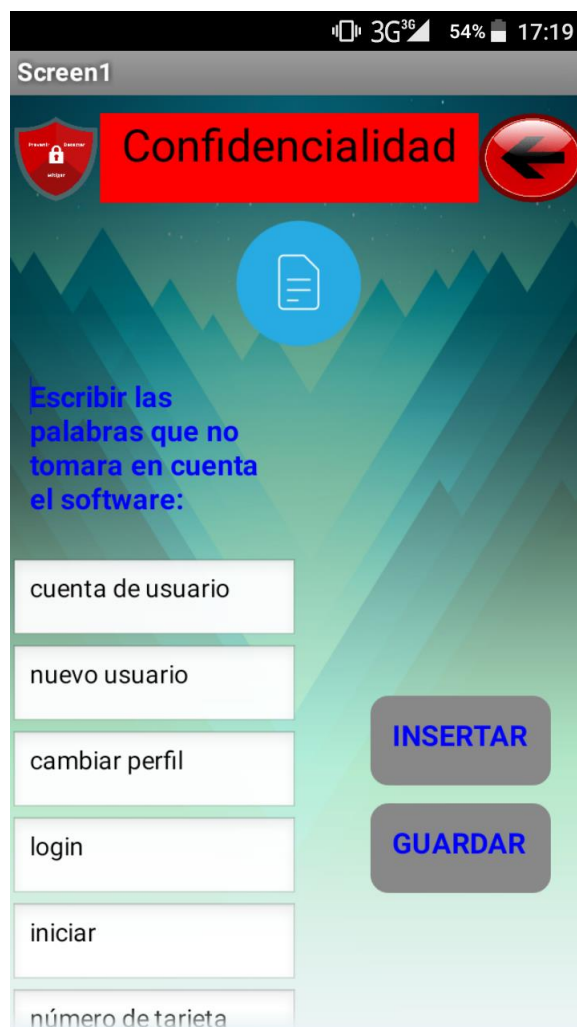 3G 3G 54% 17:19
Screen1
Confidencialidad
Escribir las
palabras que no
tomara en cuenta
el software:
cuenta de usuario
nuevo usuario
cambiar perfil
login
iniciar
número de tarjeta
INSERTAR
GUARDAR